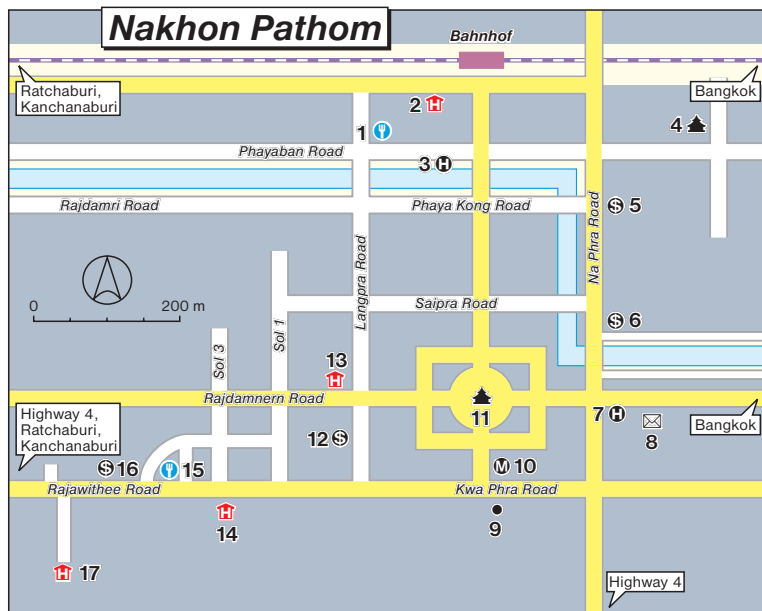 Nakhon Pathom
Bahnhof
Ratchaburi,
Kanchanaburi
Bangkok
2 H
1
4
Phayaban Road
3 H
Rajdamri Road
Phaya Kong Road
$ 5
Na Phra Road
Langpra Road
0 200 m
Saipra Road
$ 6
Sol 1
Sol 3
13
H
Rajdamnern Road
11
Highway 4,
Ratchaburi,
Kanchanaburi
7 H
8
Bangkok
12 $
$ 16
15
M 10
Rajawithee Road
Kwa Phra Road
H
14
9
H 17
Highway 4